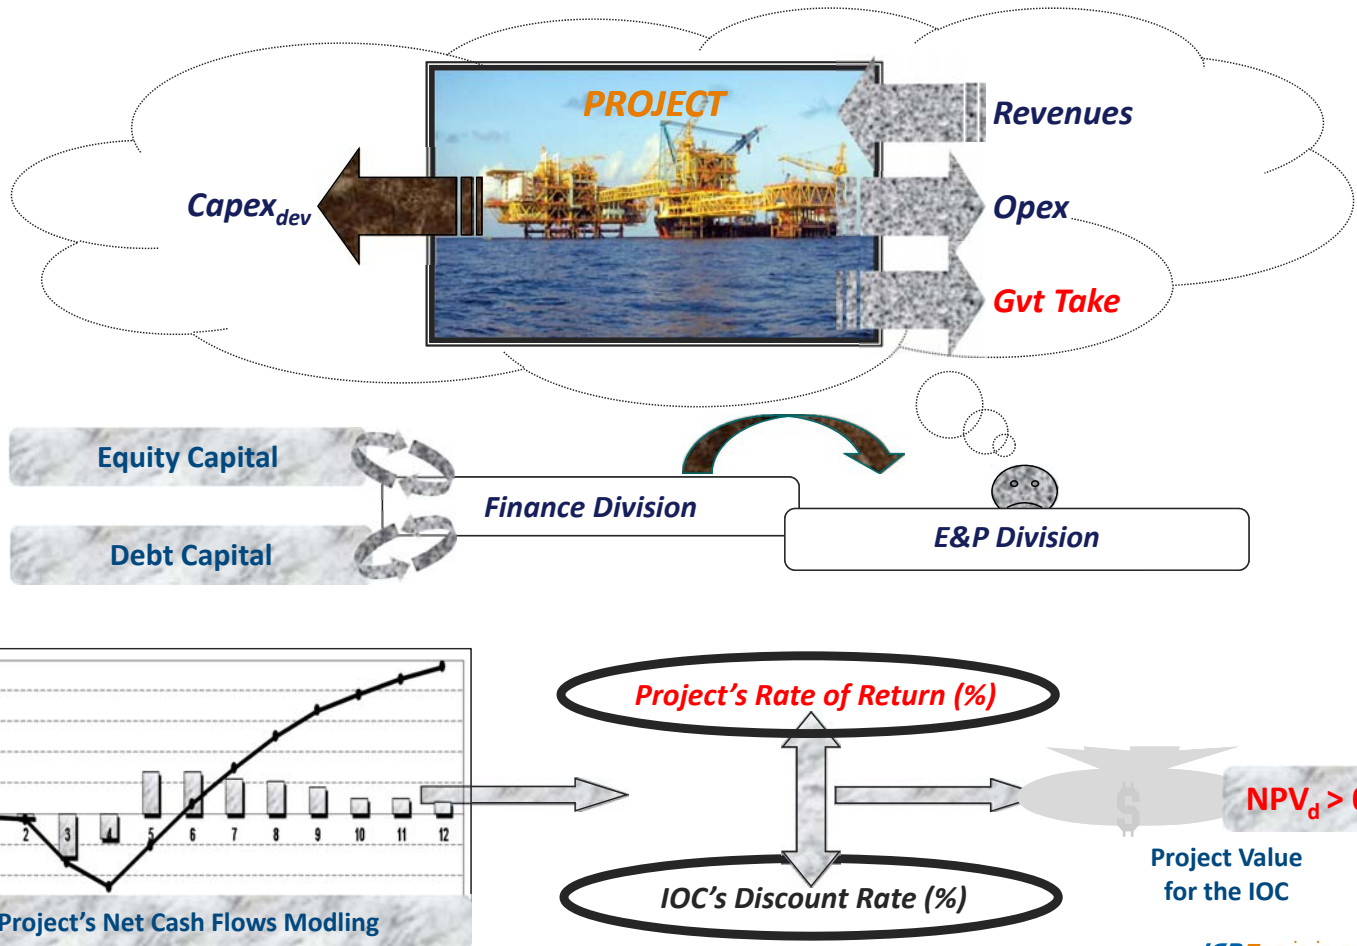 PROJECT
Revenues
Capex_dev
Opex
Gvt Take
Equity Capital
Finance Division
Debt Capital
E&P Division
Project's Rate of Return (%)
2 3 4 5 6 7 8 9 10 11 12
$
NPV_d >
Project Value
for the IOC
IOC's Discount Rate (%)
Project's Net Cash Flows Modling